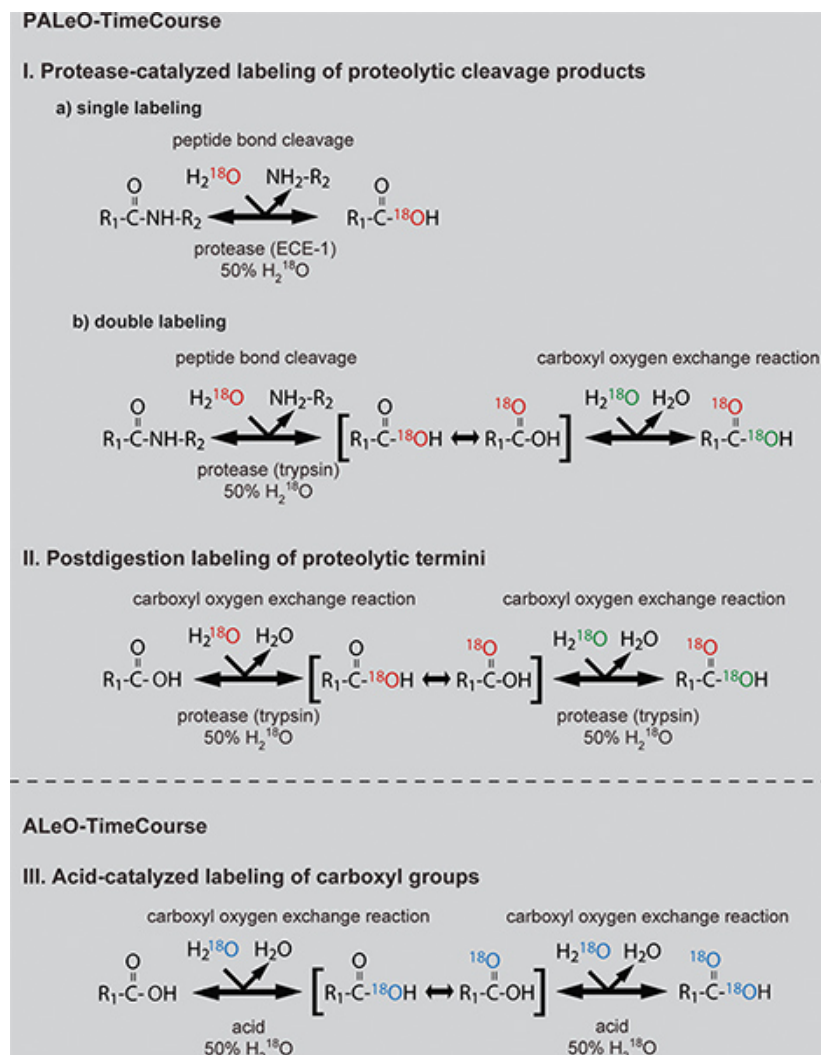 PALeO-TimeCourse
I. Protease-catalyzed labeling of proteolytic cleavage products
a) single labeling
peptide bond cleavage
H₂¹⁸O NH₂-R₂
O O
R₁-C-NH-R₂ R₁-C-¹⁸OH
protease (ECE-1)
50% H₂¹⁸O
b) double labeling
peptide bond cleavage carboxyl oxygen exchange reaction
H₂¹⁸O NH₂-R₂ H₂¹⁸O H₂O
O O ¹⁸O ¹⁸O
R₁-C-NH-R₂ [R₁-C-¹⁸OH R₁-C-OH] R₁-C-¹⁸OH
protease (trypsin)
50% H₂¹⁸O
II. Postdigestion labeling of proteolytic termini
carboxyl oxygen exchange reaction carboxyl oxygen exchange reaction
H₂¹⁸O H₂O H₂¹⁸O H₂O
O O ¹⁸O ¹⁸O
R₁-C- OH [R₁-C-¹⁸OH R₁-C-OH] R₁-C-¹⁸OH
protease (trypsin) protease (trypsin)
50% H₂¹⁸O 50% H₂¹⁸O
ALeO-TimeCourse
III. Acid-catalyzed labeling of carboxyl groups
carboxyl oxygen exchange reaction carboxyl oxygen exchange reaction
H₂¹⁸O H₂O H₂¹⁸O H₂O
O O ¹⁸O ¹⁸O
R₁-C- OH [R₁-C-¹⁸OH R₁-C-OH] R₁-C-¹⁸OH
acid acid
50% H₂¹⁸O 50% H₂¹⁸O